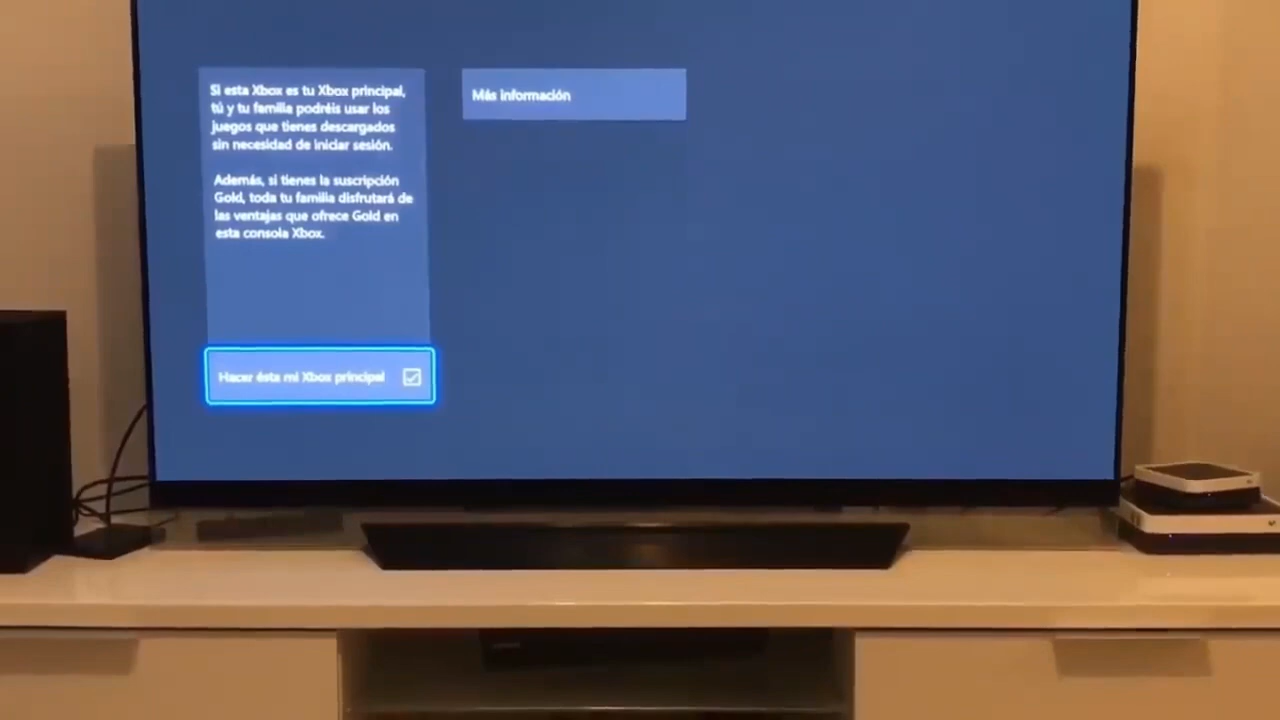 Si esta Xbox es tu Xbox principal,
tú y tu familia podréis usar los
juegos que tienes descargados
sin necesidad de iniciar sesión.
Además, si tienes la suscripción
Gold, toda tu familia disfrutará de
las ventajas que ofrece Gold en
esta consola Xbox.
Hacer ésta mi Xbox principal
Más información